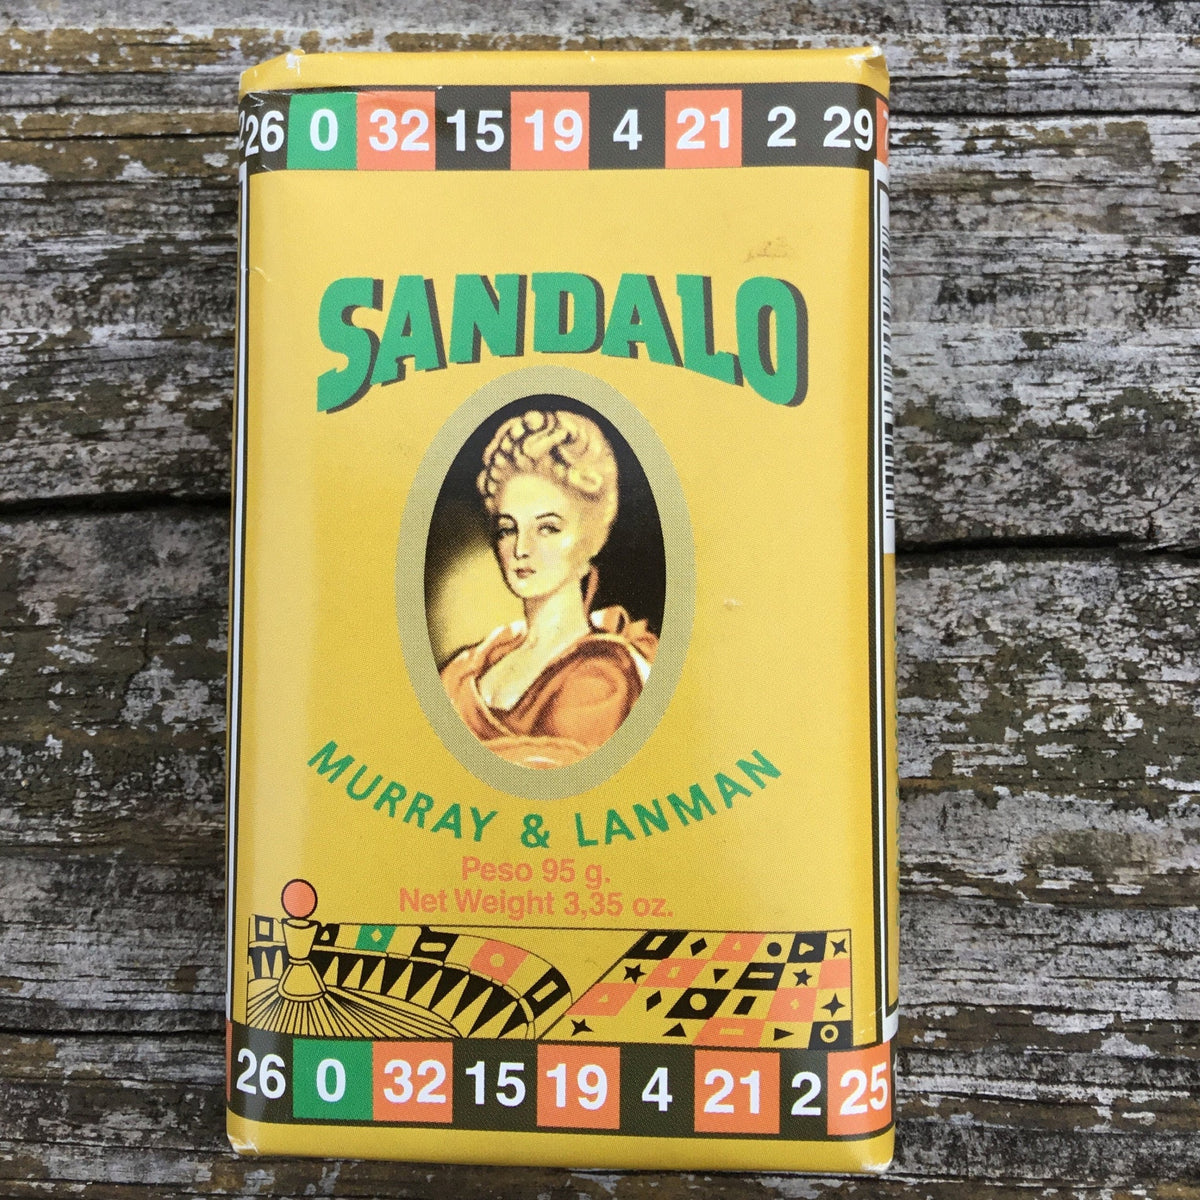 26 0 32 15 19 4 21 2 29
SANDALO
MURRAY & LANMAN
Peso 95 g.
Net Weight 3,35 oz.
26 0 32 15 19 4 21 2 25